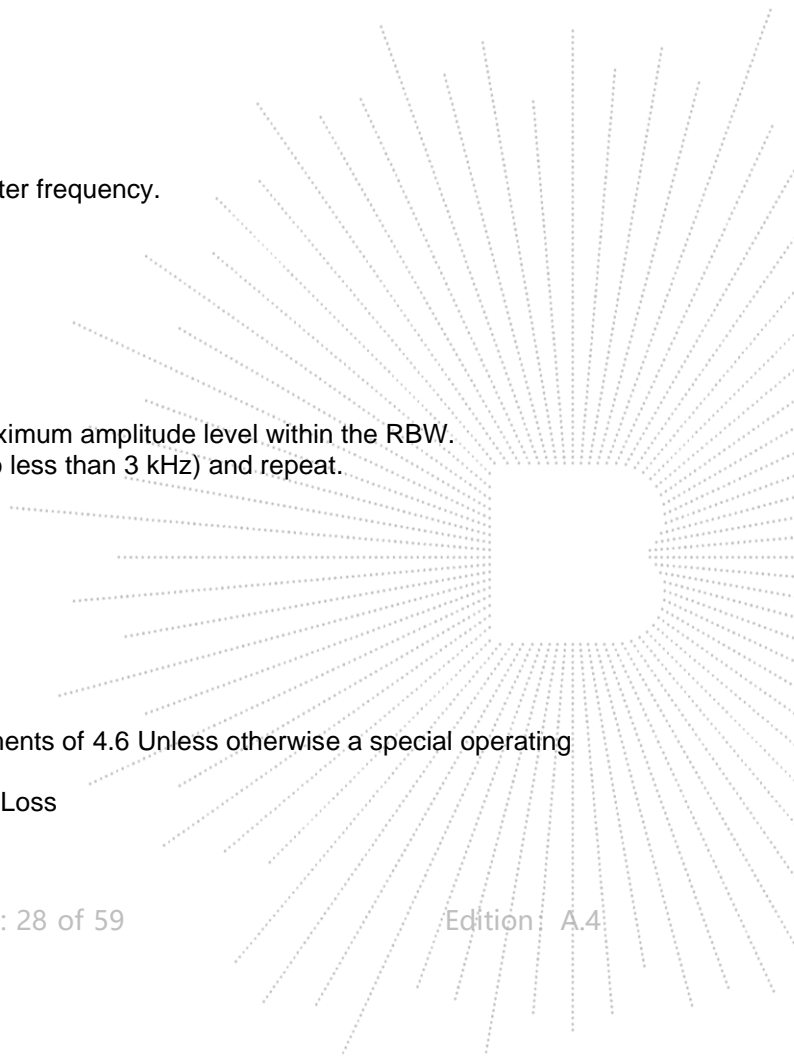 ter frequency.
ximum amplitude level within the RBW.
less than 3 kHz) and repeat.
nents of 4.6 Unless otherwise a special operating
Loss
: 28 of 59 Edition: A.4